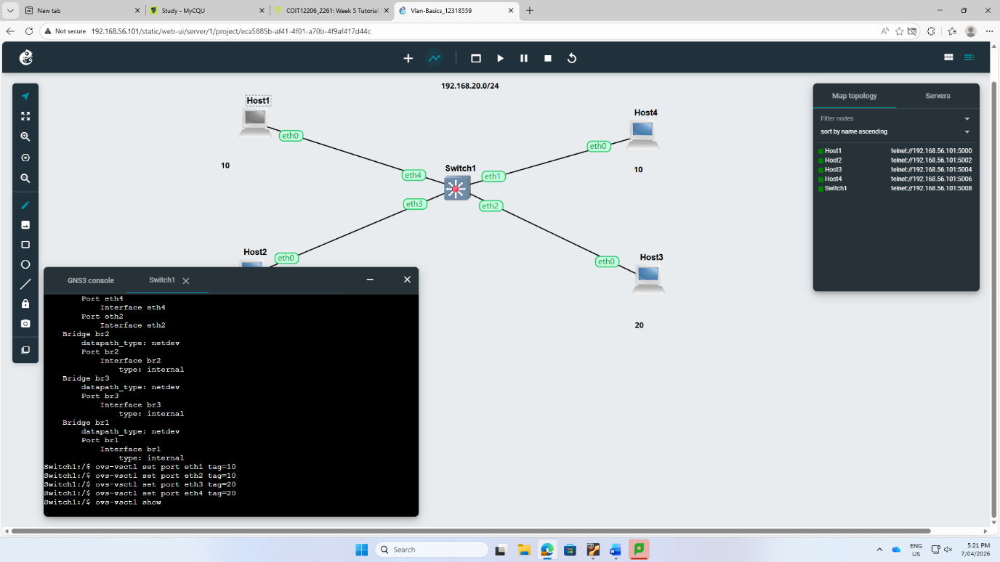 New tab
Study - MyCQU
COIT12206_2261: Week 5 Tutorial
Vlan-Basics_12318559
Not secure 192.168.56.101/static/web-ui/server/1/project/eca5885b-af41-4f01-a70b-4f9af417d44c
192.168.20.0/24
Host1
eth0
10
Host4
eth0
10
Switch1
eth4
eth1
eth3
eth2
Host2
eth0
Host3
eth0
20
Map topology
Servers
Filter nodes
sort by name ascending
Host1 telnet://192.168.56.101:5000
Host2 telnet://192.168.56.101:5002
Host3 telnet://192.168.56.101:5004
Host4 telnet://192.168.56.101:5006
Switch1 telnet://192.168.56.101:5008
GNS3 console
Switch1
Port eth4
Interface eth4
Port eth2
Interface eth2
Bridge br2
datapath_type: netdev
Port br2
Interface br2
type: internal
Bridge br3
datapath_type: netdev
Port br3
Interface br3
type: internal
Bridge br1
datapath_type: netdev
Port br1
Interface br1
type: internal
Switch1:/$ ovs-vsctl set port eth1 tag=10
Switch1:/$ ovs-vsctl set port eth2 tag=10
Switch1:/$ ovs-vsctl set port eth3 tag=20
Switch1:/$ ovs-vsctl set port eth4 tag=20
Switch1:/$ ovs-vsctl show
Search
ENG
US
5:21 PM
7/04/2026